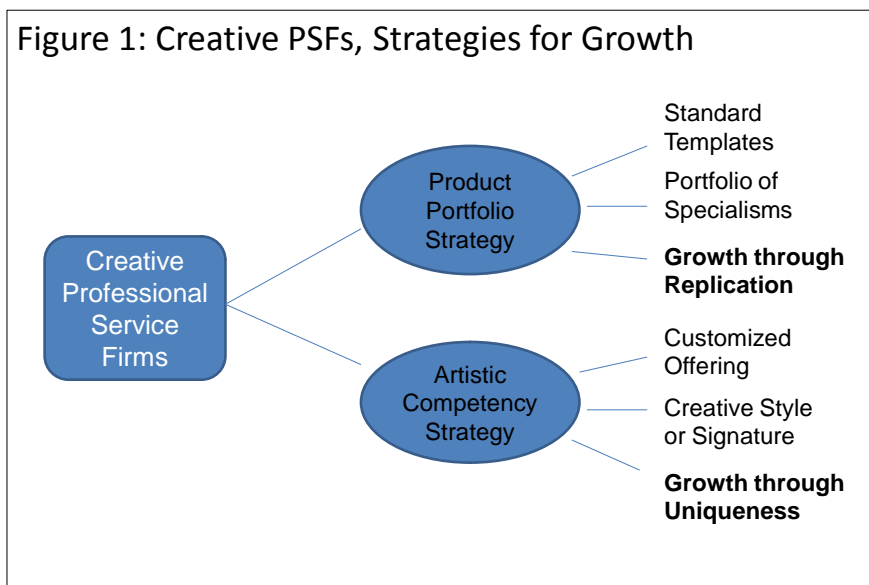 Figure 1: Creative PSFs, Strategies for Growth
Creative
Professional
Service
Firms
Product
Portfolio
Strategy
Standard
Templates
Portfolio of
Specialisms
Growth through
Replication
Artistic
Competency
Strategy
Customized
Offering
Creative Style
or Signature
Growth through
Uniqueness